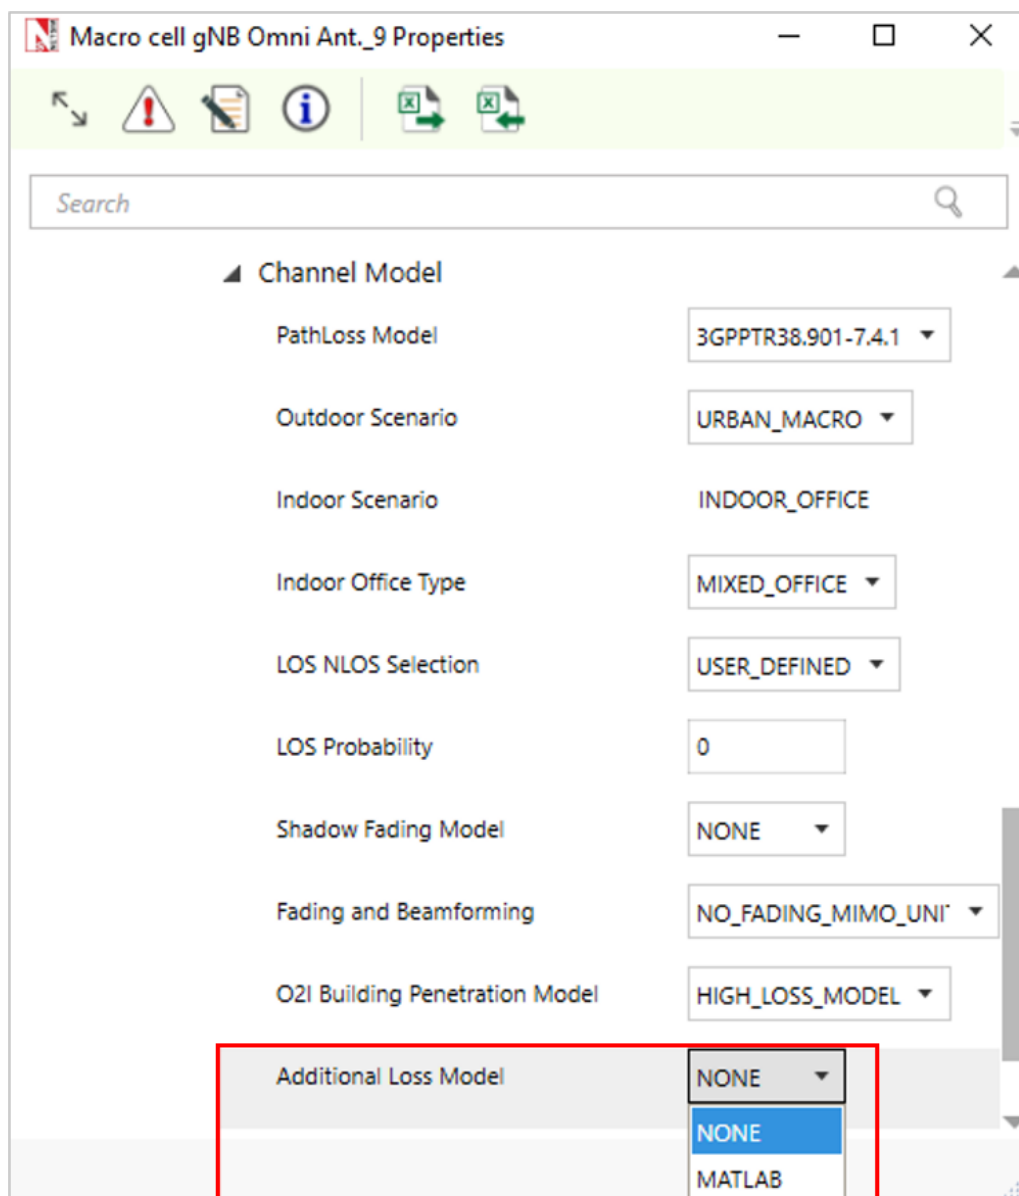 Macro cell gNB Omni Ant._9 Properties
Search
Channel Model
PathLoss Model 3GPPTR38.901-7.4.1
Outdoor Scenario URBAN_MACRO
Indoor Scenario INDOOR_OFFICE
Indoor Office Type MIXED_OFFICE
LOS NLOS Selection USER_DEFINED
LOS Probability 0
Shadow Fading Model NONE
Fading and Beamforming NO_FADING_MIMO_UNI
O2I Building Penetration Model HIGH_LOSS_MODEL
Additional Loss Model NONE
NONE
MATLAB